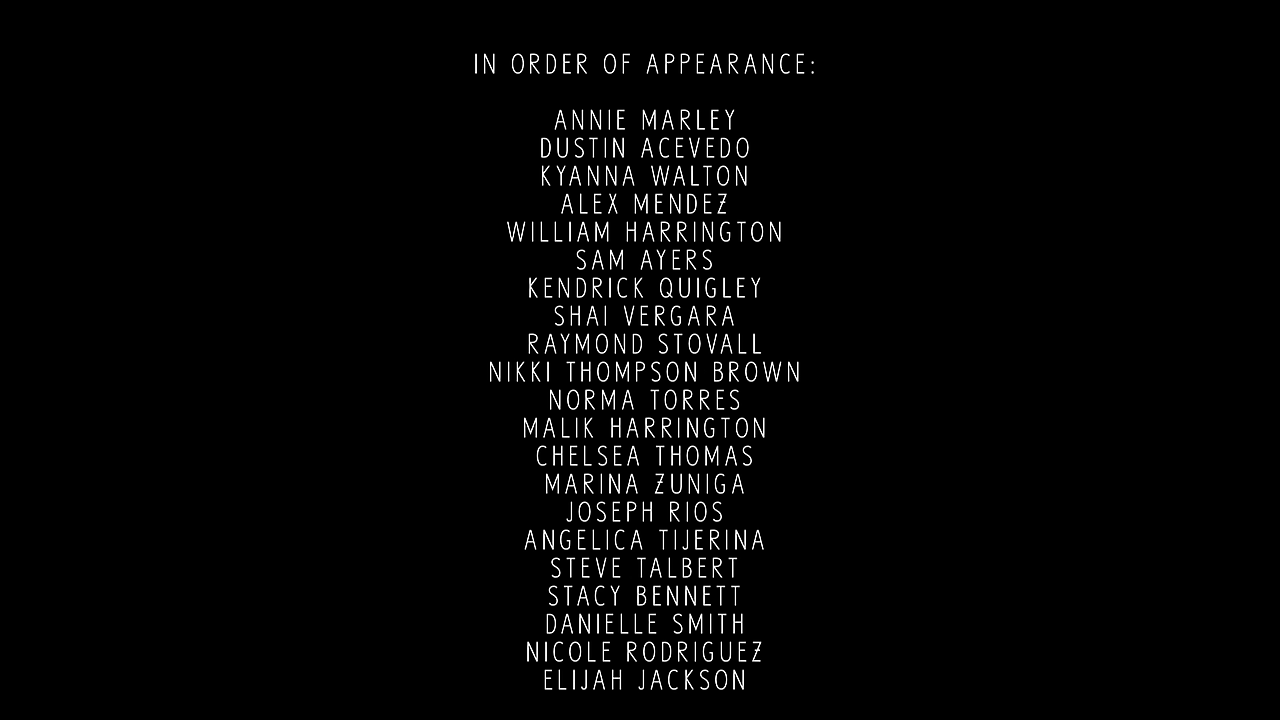 IN ORDER OF APPEARANCE:
ANNIE MARLEY
DUSTIN ACEVEDO
KYANNA WALTON
ALEX MENDEZ
WILLIAM HARRINGTON
SAM AYERS
KENDRICK QUIGLEY
SHAI VERGARA
RAYMOND STOVALL
NIKKI THOMPSON BROWN
NORMA TORRES
MALIK HARRINGTON
CHELSEA THOMAS
MARINA ZUNIGA
JOSEPH RIOS
ANGELICA TIJERINA
STEVE TALBERT
STACY BENNETT
DANIELLE SMITH
NICOLE RODRIGUEZ
ELIJAH JACKSON